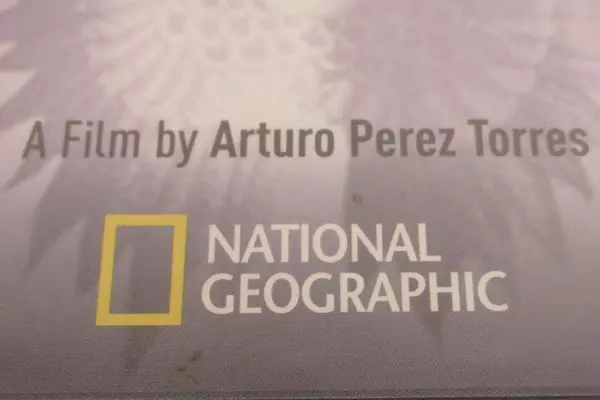 A Film by Arturo Perez Torres
NATIONAL
GEOGRAPHIC